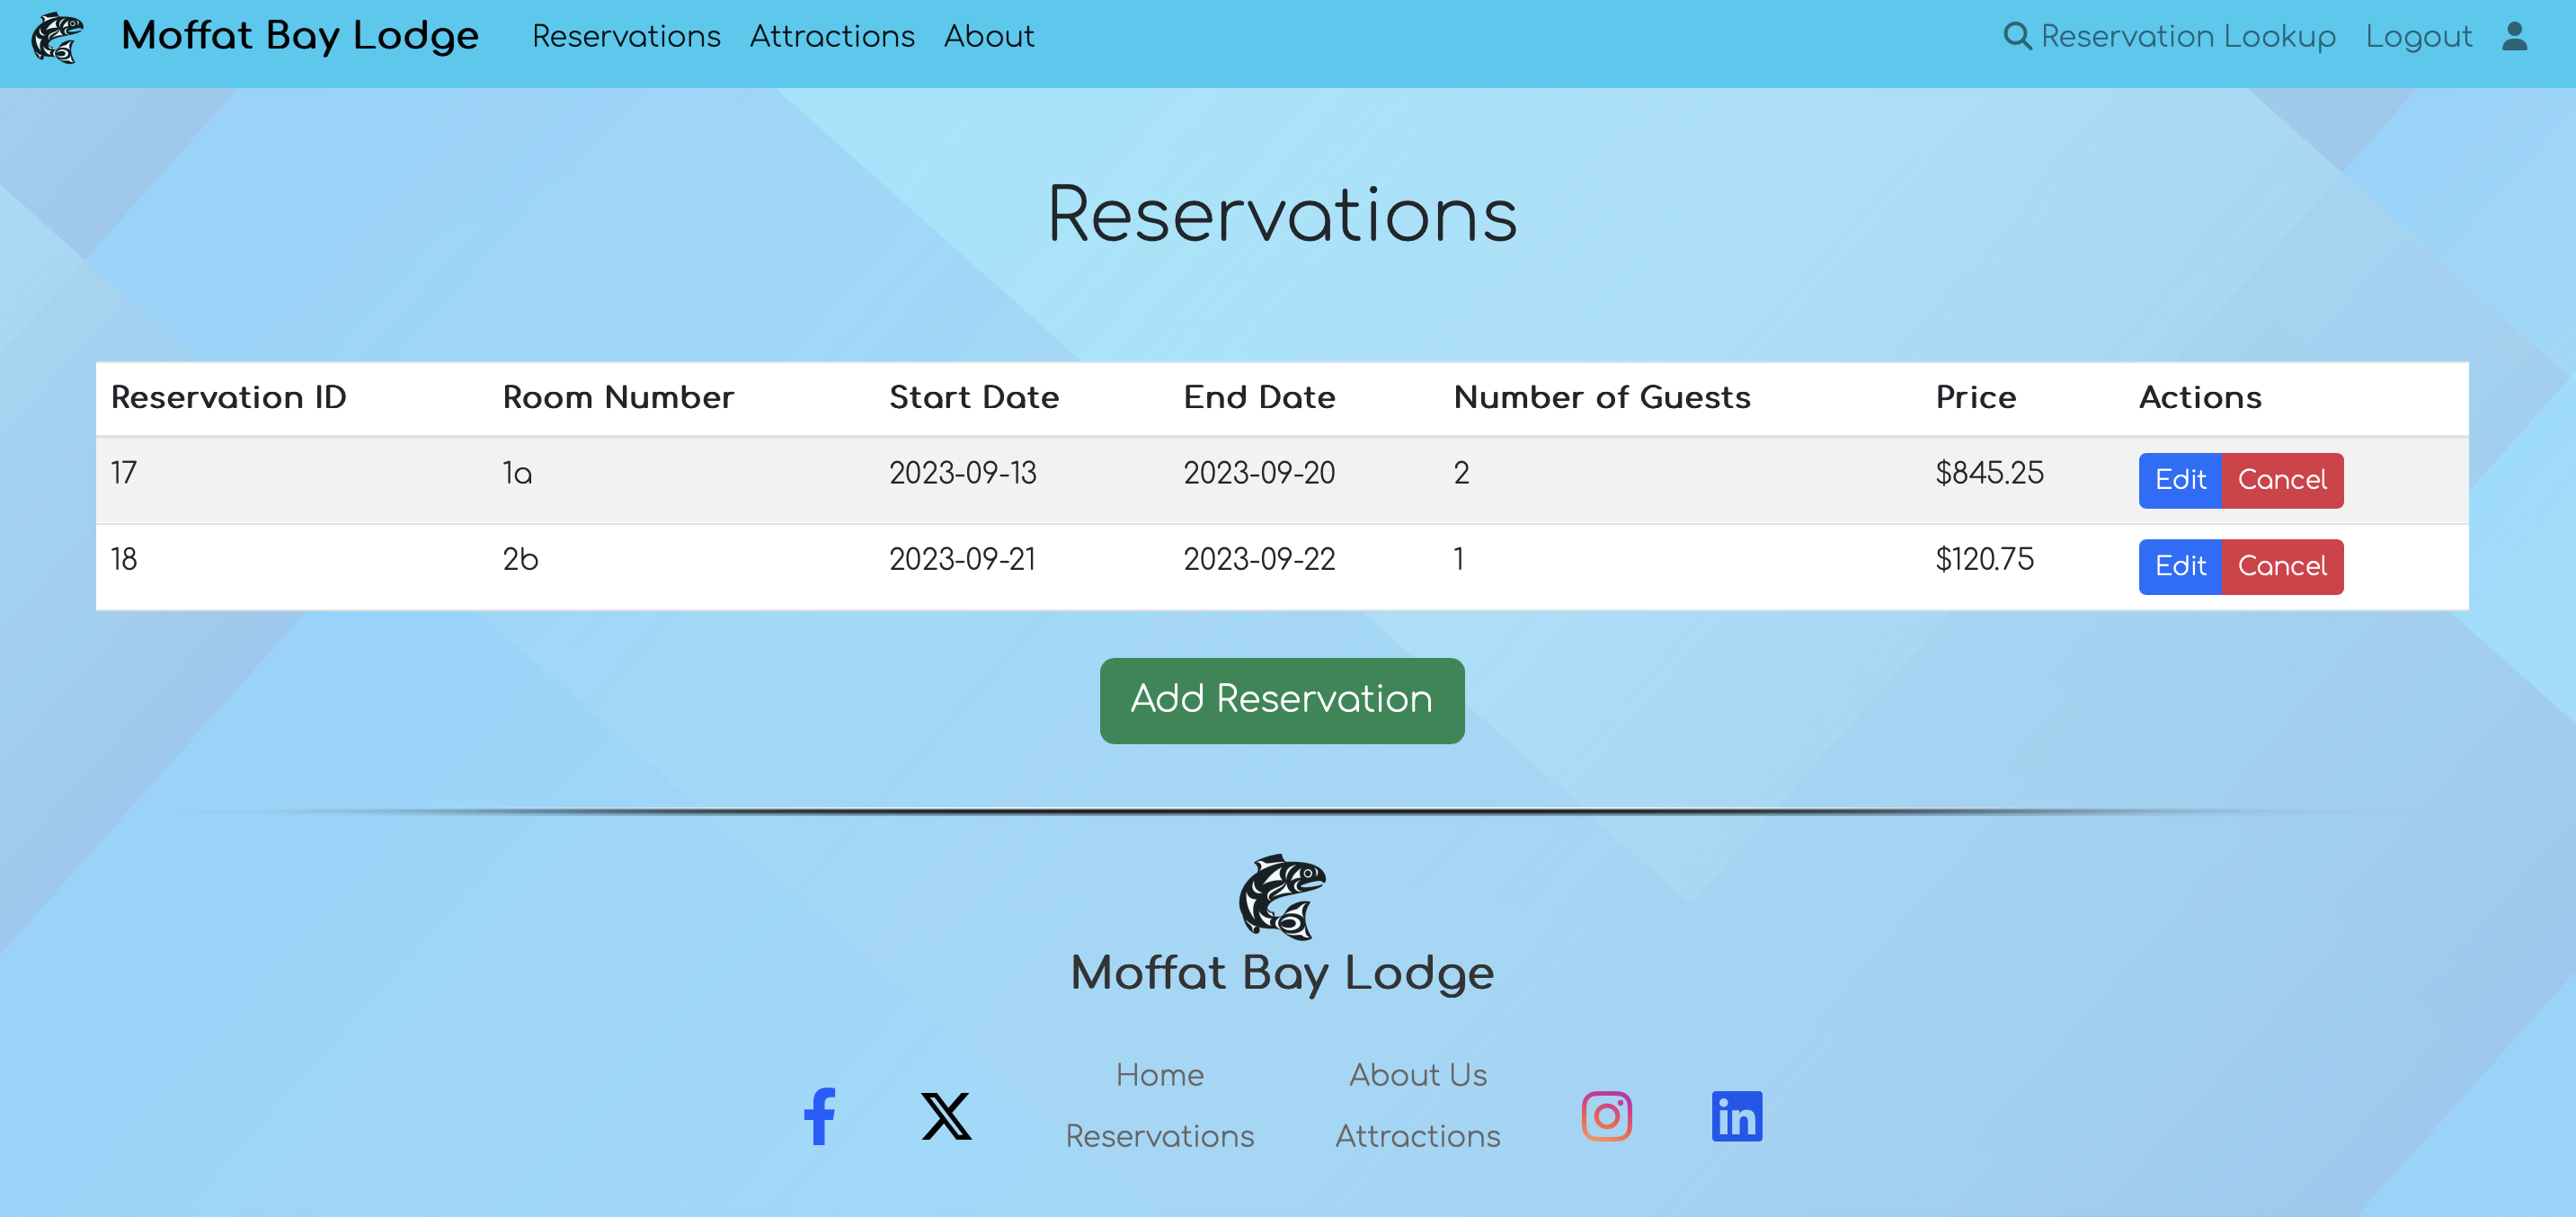 Moffat Bay Lodge Reservations Attractions About Reservation Lookup Logout
Reservations
Reservation ID Room Number Start Date End Date Number of Guests Price Actions
17 1a 2023-09-13 2023-09-20 2 $845.25 Edit Cancel
18 2b 2023-09-21 2023-09-22 1 $120.75 Edit Cancel
Add Reservation
Moffat Bay Lodge
Home About Us
Reservations Attractions